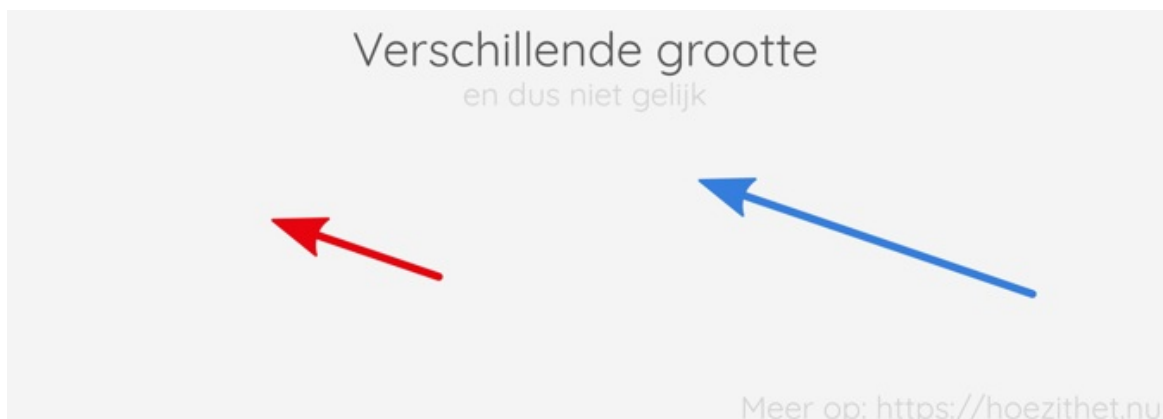 Verschillende grootte
en dus niet gelijk
Meer op: https://hoezithet.nu